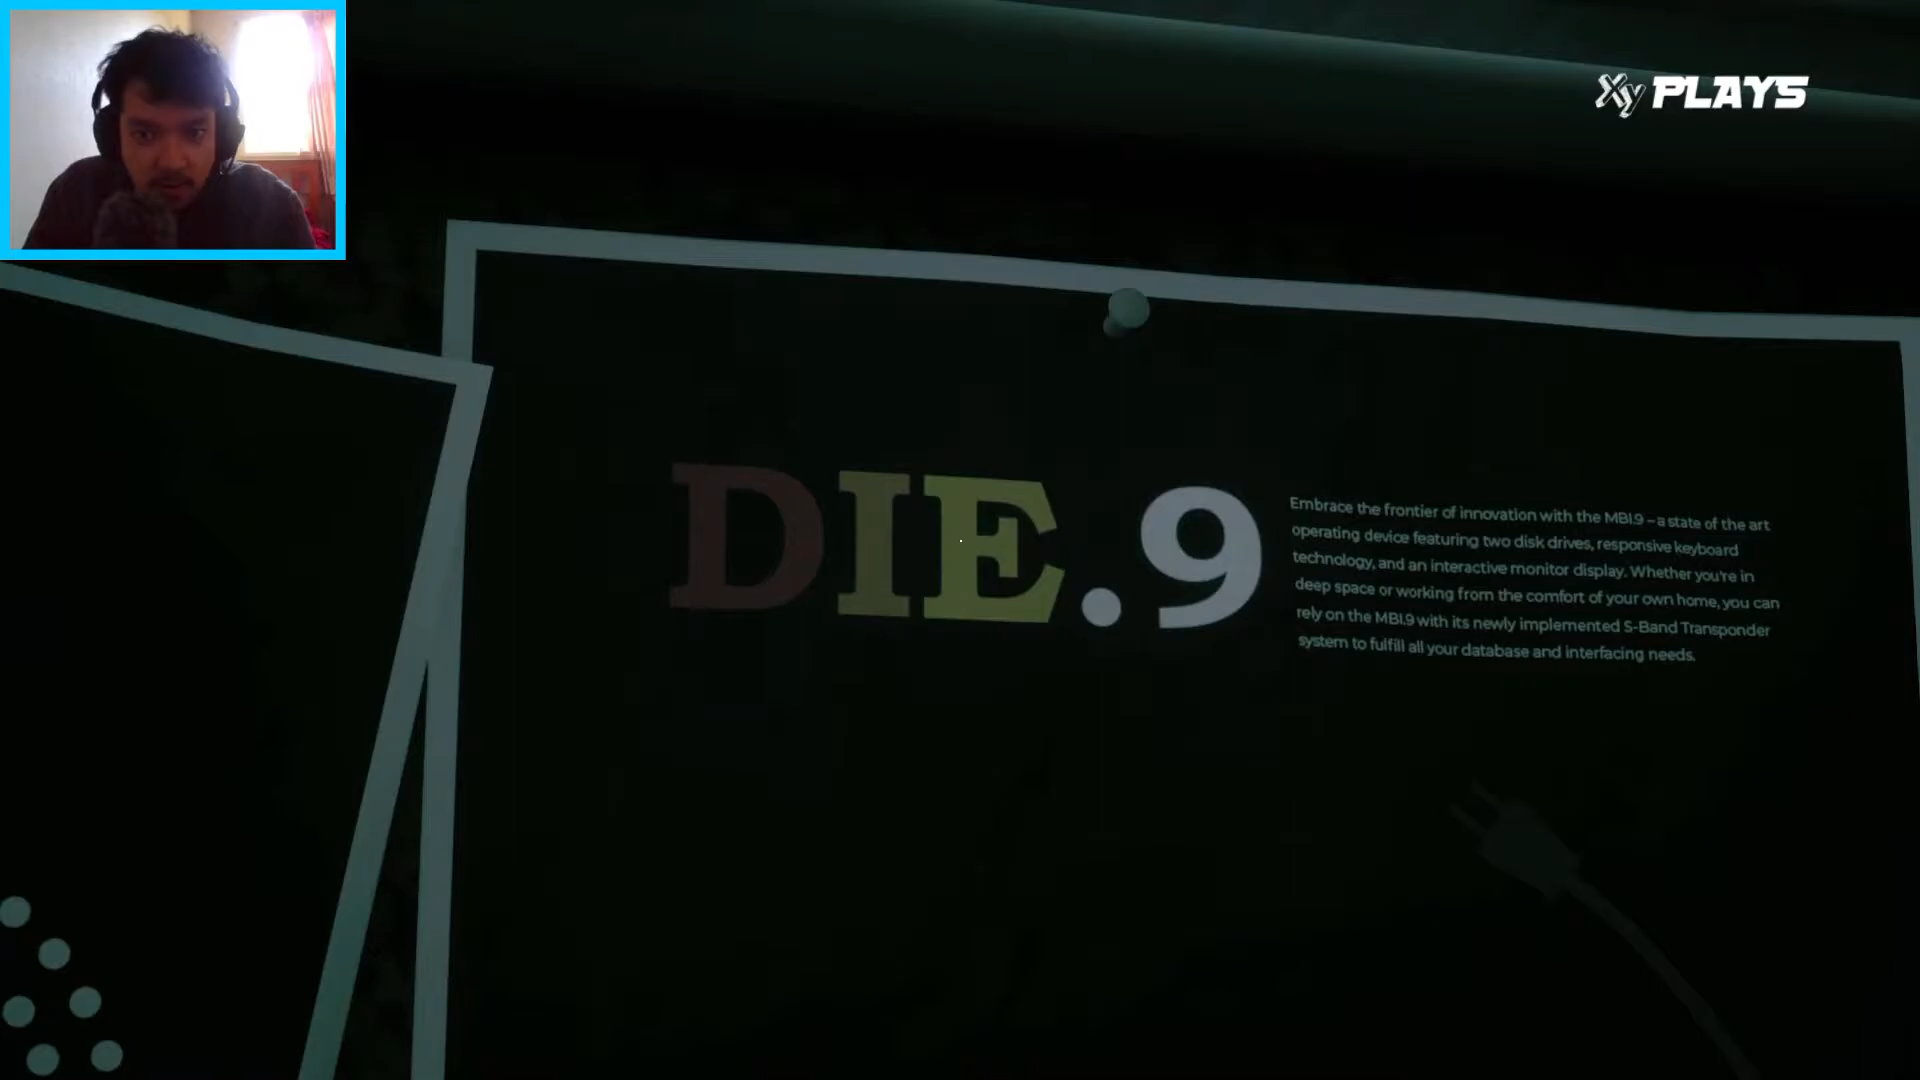 Xy PLAYS
DIE.9
Embrace the frontier of innovation with the MBI.9 – a state of the art
operating device featuring two disk drives, responsive keyboard
technology, and an interactive monitor display. Whether you're in
deep space or working from the comfort of your own home, you can
rely on the MBI.9 with its newly implemented S-Band Transponder
system to fulfill all your database and interfacing needs.